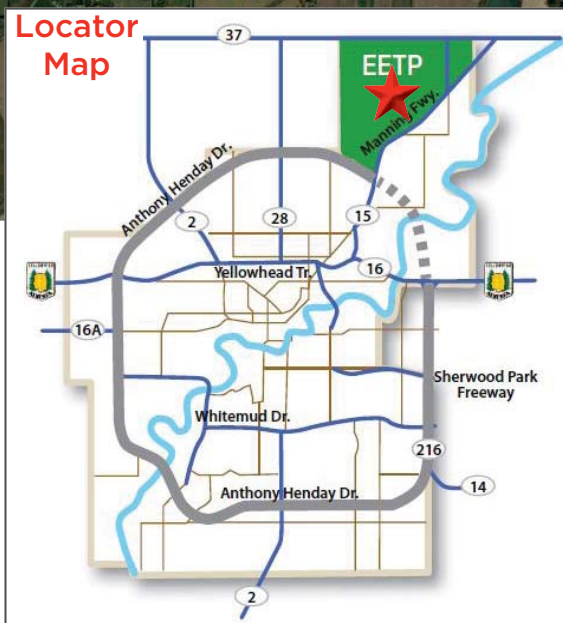 Locator
Map
37
EETP
Manning Fwy.
Anthony Henday Dr.
2
28
15
Yellowhead Tr.
16
16A
Sherwood Park
Freeway
Whitemud Dr.
216
Anthony Henday Dr.
14
2